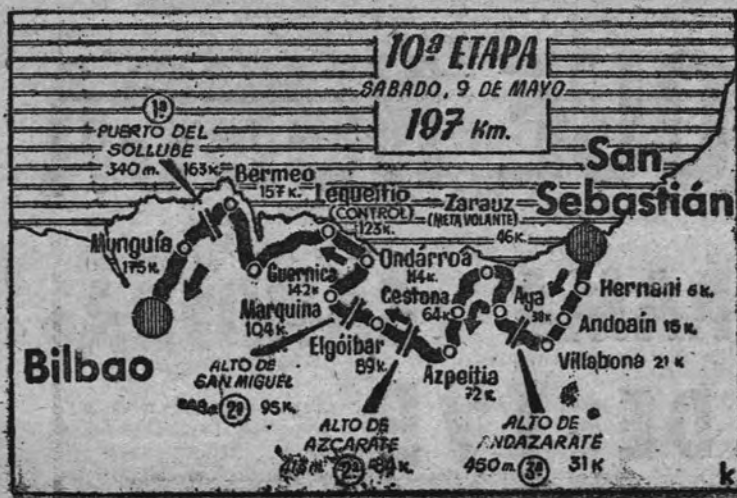 10ª ETAPA
SABADO, 9 DE MAYO
197 Km.
1ª
PUERTO DEL
SOLLUBE
340 m. 163 K.
Bermeo
157 K.
Lequeitio
(CONTROL)
123 K.
Zarauz
(META VOLANTE)
46 K.
San
Sebastián
Munguía
175 K.
Guernica
142 K
Ondárroa
114 K.
Marquina
104 K.
Cestona
64 K
Aya
38 K
Hernani 6 K.
Andoaín 15 K.
Villabona 21 K
Bilbao
Elgóibar
89 K.
Azpeitia
72 K.
ALTO DE
SAN MIGUEL
2ª 95 K.
ALTO DE
AZCARATE
2ª 84 K.
ALTO DE
ANDAZARATE
450 m. 3ª 31 K
K